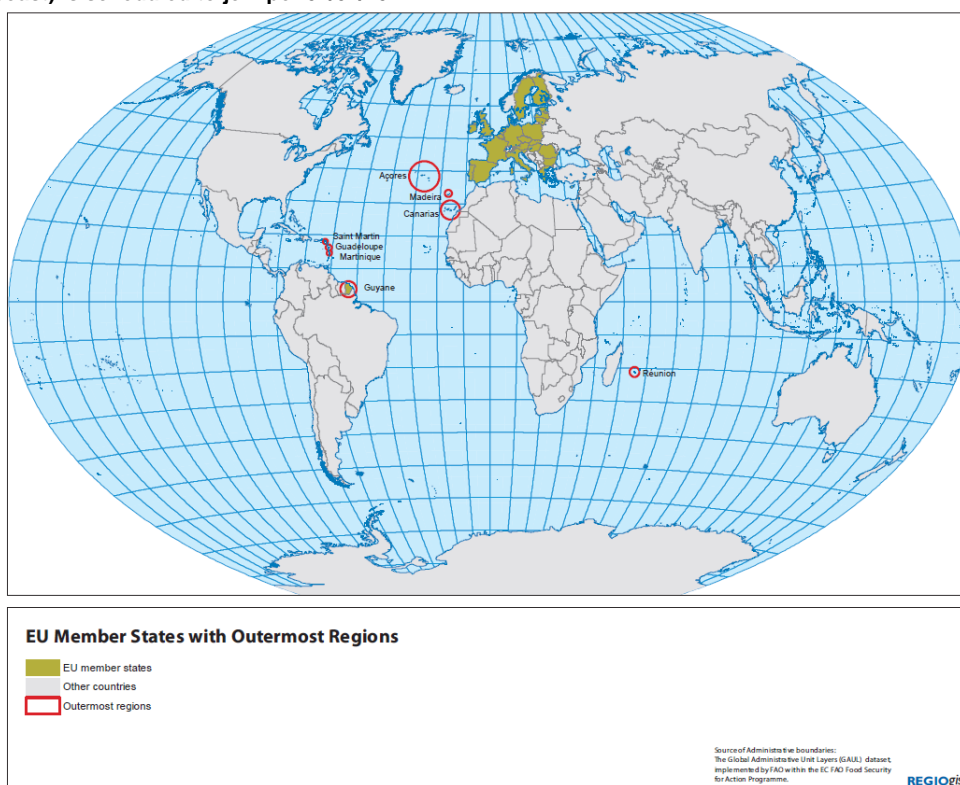 Açores
Madeira
Canarias
Saint Martin
Guadeloupe
Martinique
Guyane
Réunion
EU Member States with Outermost Regions
EU member states
Other countries
Outermost regions
Source of Administrative boundaries:
The Global Administrative Unit Layers (GAUL) dataset,
implemented by FAO within the EC FAO Food Security
for Action Programme.
REGIOgis